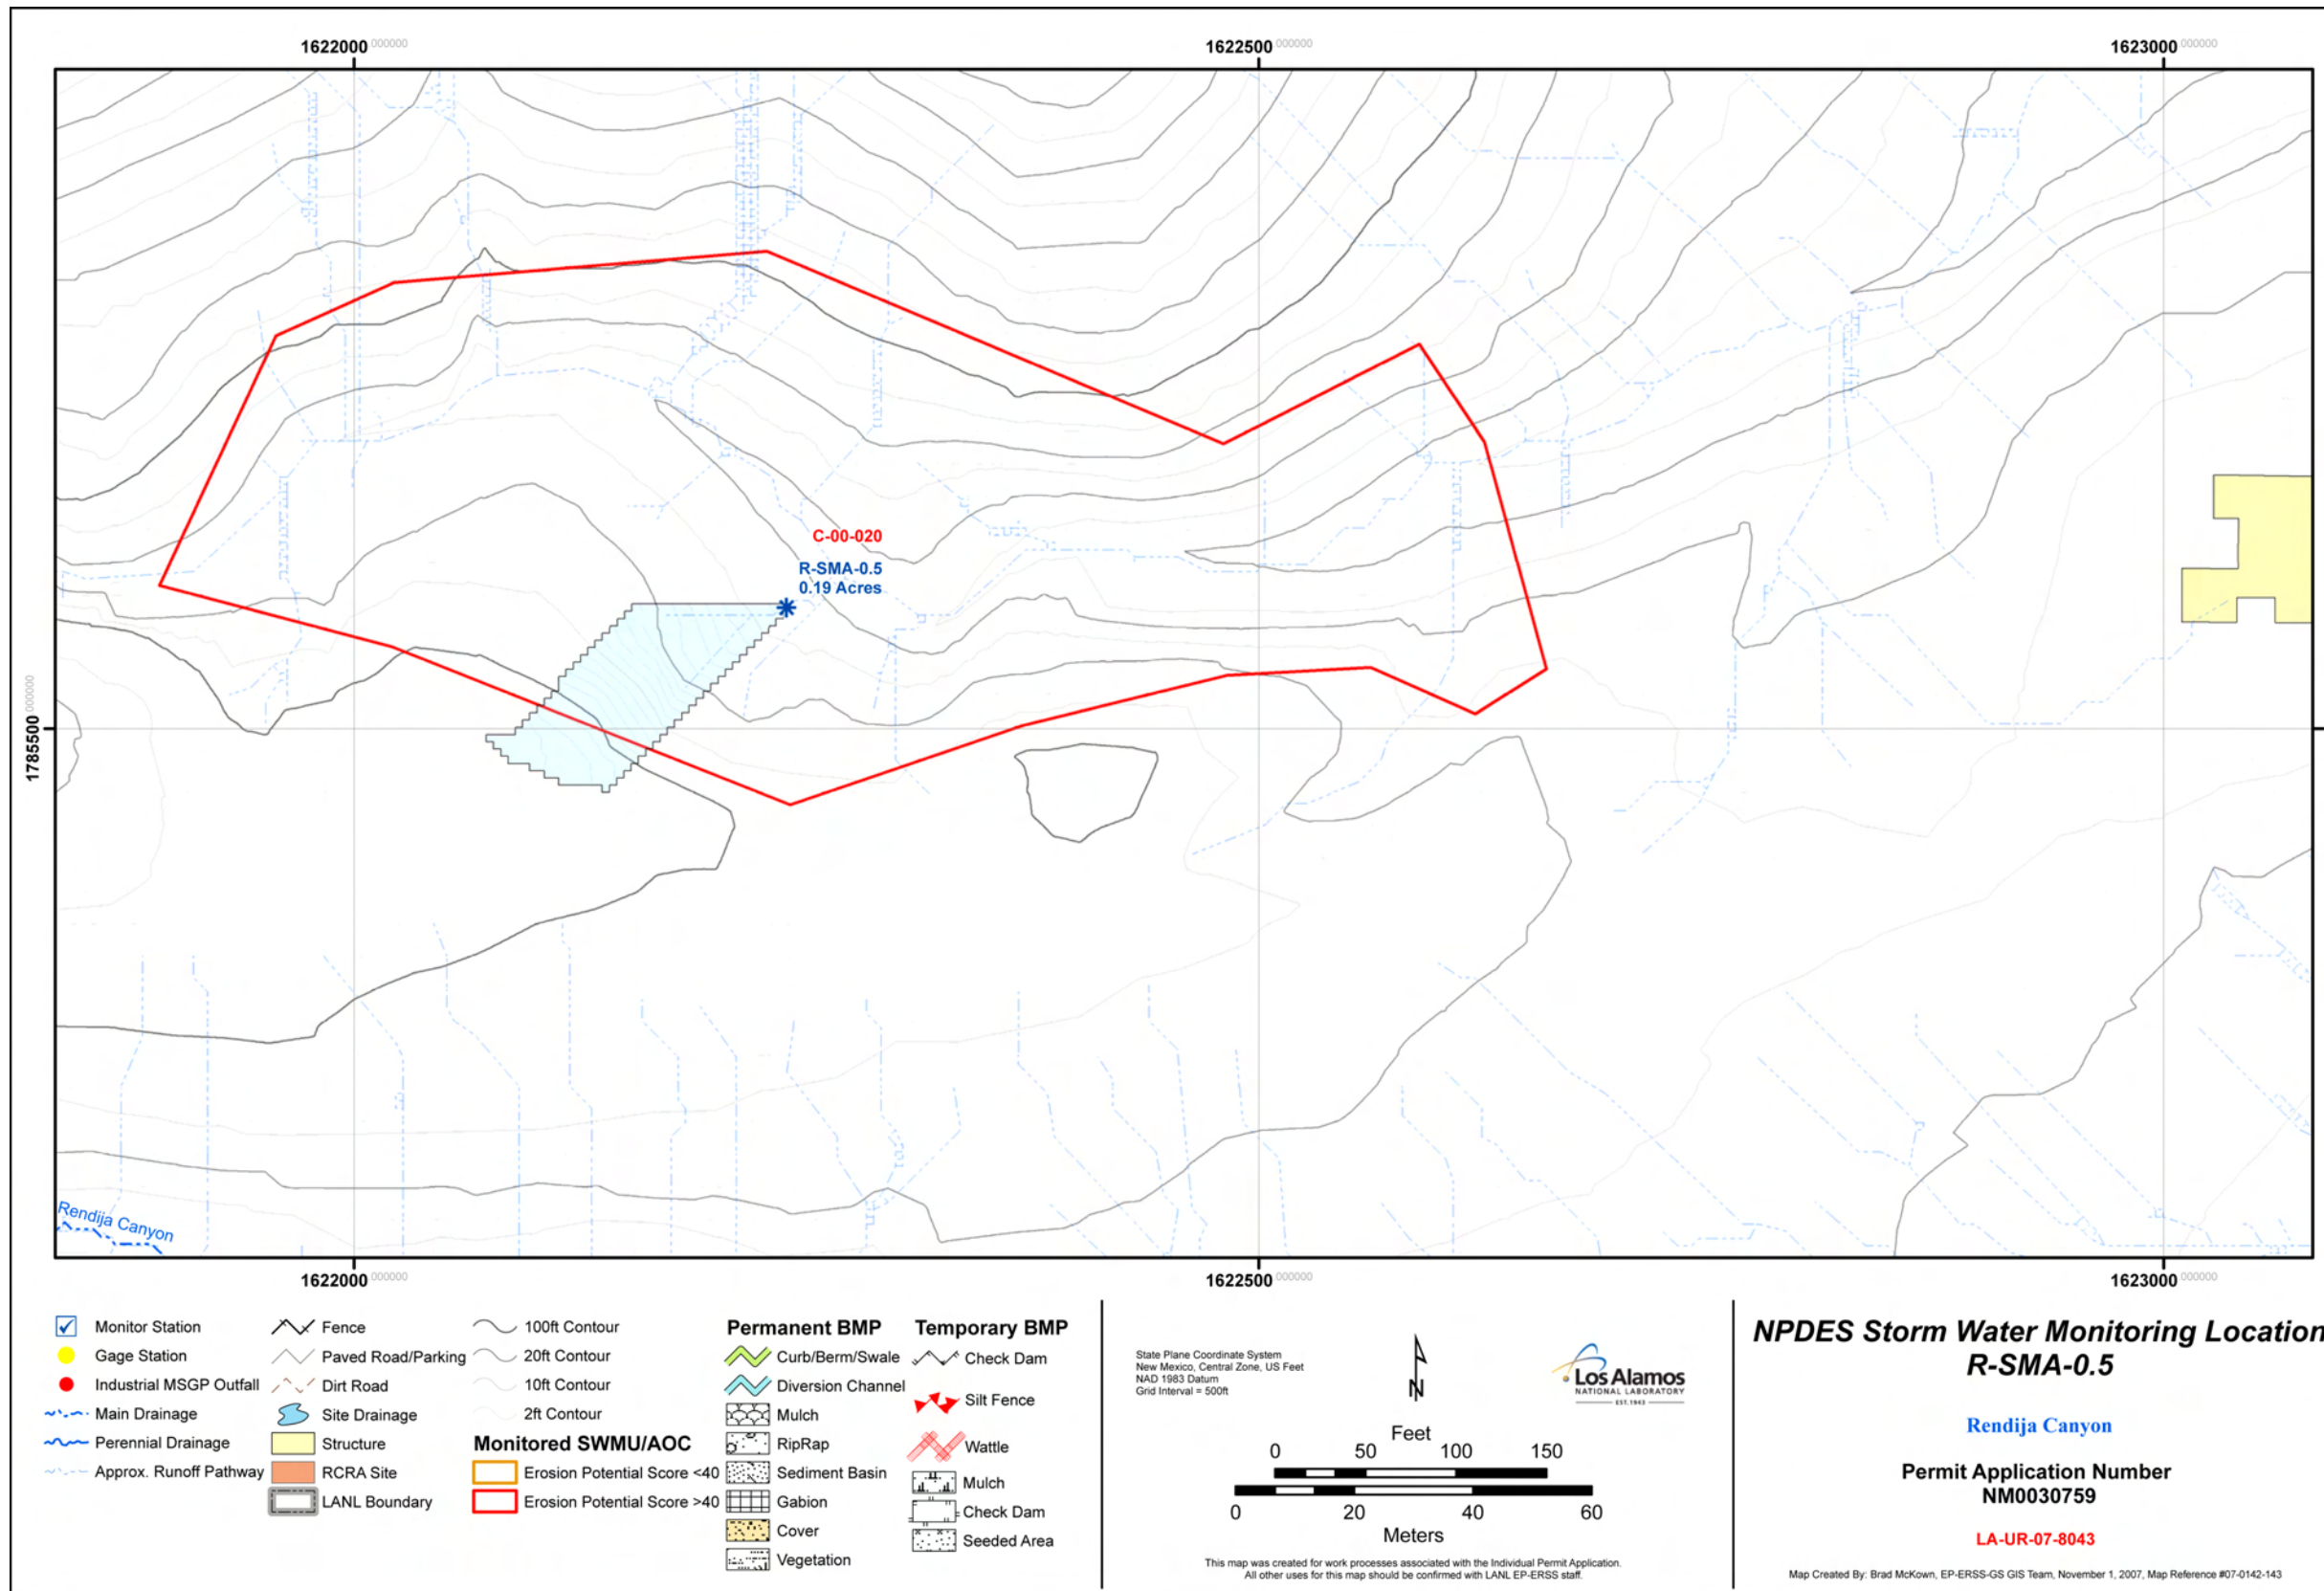 1622000.000000
1622500.000000
1623000.000000
C-00-020
R-SMA-0.5
0.19 Acres
1785500.000000
Rendija Canyon
1622000.000000
1622500.000000
1623000.000000
Monitor Station
Gage Station
Industrial MSGP Outfall
Main Drainage
Perennial Drainage
Approx. Runoff Pathway
Fence
Paved Road/Parking
Dirt Road
Site Drainage
Structure
RCRA Site
LANL Boundary
100ft Contour
20ft Contour
10ft Contour
2ft Contour
Monitored SWMU/AOC
Erosion Potential Score <40
Erosion Potential Score >40
Permanent BMP
Curb/Berm/Swale
Diversion Channel
Mulch
RipRap
Sediment Basin
Gabion
Cover
Vegetation
Temporary BMP
Check Dam
Silt Fence
Wattle
Mulch
Check Dam
Seeded Area
State Plane Coordinate System
New Mexico, Central Zone, US Feet
NAD 1983 Datum
Grid Interval = 500ft
N
Los Alamos
NATIONAL LABORATORY
EST. 1943
Feet
0 50 100 150
0 20 40 60
Meters
This map was created for work processes associated with the Individual Permit Application.
All other uses for this map should be confirmed with LANL EP-ERSS staff.
NPDES Storm Water Monitoring Location
R-SMA-0.5
Rendija Canyon
Permit Application Number
NM0030759
LA-UR-07-8043
Map Created By: Brad McKown, EP-ERSS-GS GIS Team, November 1, 2007, Map Reference #07-0142-143